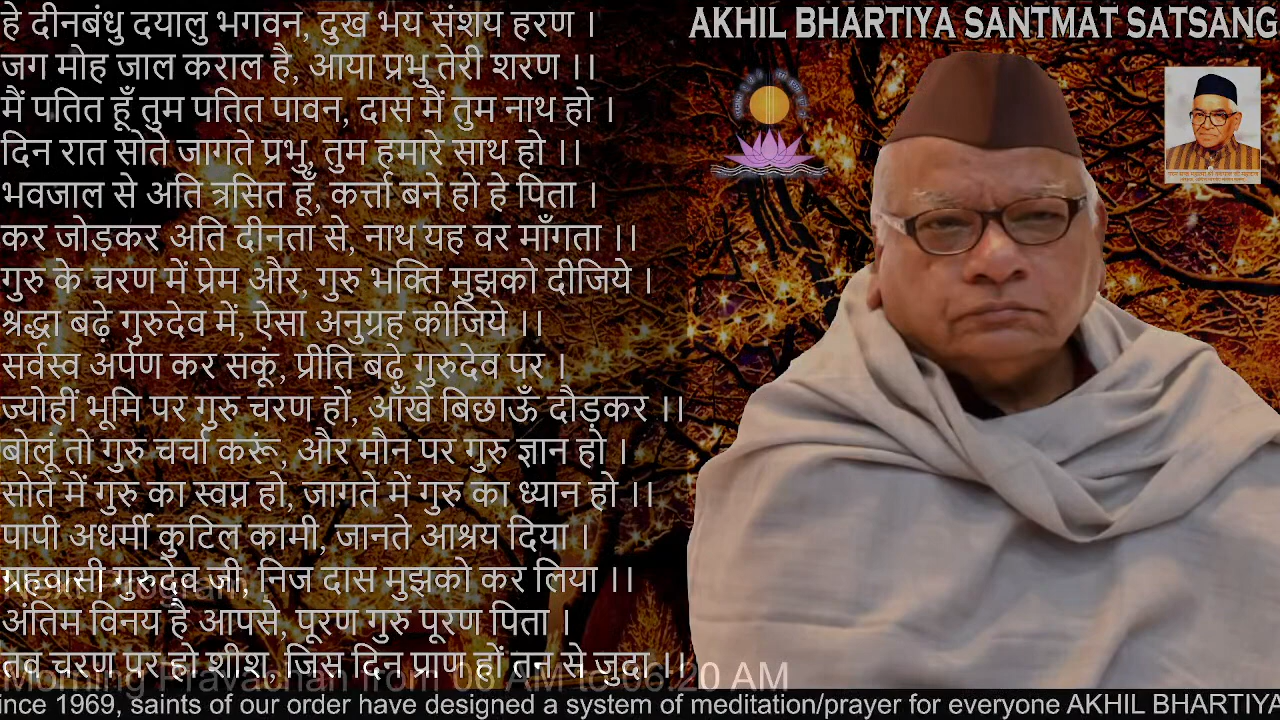 हे दीनबंधु दयालु भगवन, दुख भय संशय हरण ।
जग मोह जाल कराल है, आया प्रभु तेरी शरण ।।
मैं पतित हूँ तुम पतित पावन, दास में तुम नाथ हो ।
दिन रात सोते जागते प्रभु, तुम हमारे साथ हो ।।
भवजाल से अति त्रसित हूँ, कर्त्ता बने हो हे पिता ।
कर जोड़कर अति दीनता से, नाथ यह वर माँगता ।।
गुरु के चरण में प्रेम और, गुरु भक्ति मुझको दीजिये ।
श्रद्धा बढ़े गुरुदेव में, ऐसा अनुग्रह कीजिये ।।
सर्वस्व अर्पण कर सकूं, प्रीति बढ़े गुरुदेव पर ।
ज्योहीं भूमि पर गुरु चरण हों, आँखे बिछाऊँ दौड़कर ।।
बोलूं तो गुरु चर्चा करूं, और मौन पर गुरु ज्ञान हो ।
सोते में गुरु का स्वप्न हो, जागते में गुरु का ध्यान हो ।।
पापी अधर्मी कुटिल कामी, जानते आश्रय दिया ।
ग्रहवासी गुरुदेव जी, निज दास मुझको कर लिया ।।
अंतिम विनय है आपसे, पूरण गुरु पूरण पिता ।
तव चरण पर हो शीश, जिस दिन प्राण हों तन से जुदा ।।
AKHIL BHARTIYA SANTMAT SATSANG
Morning Pravachan from 06 AM to 06:20 AM
ince 1969, saints of our order have designed a system of meditation/prayer for everyone AKHIL BHARTIYA